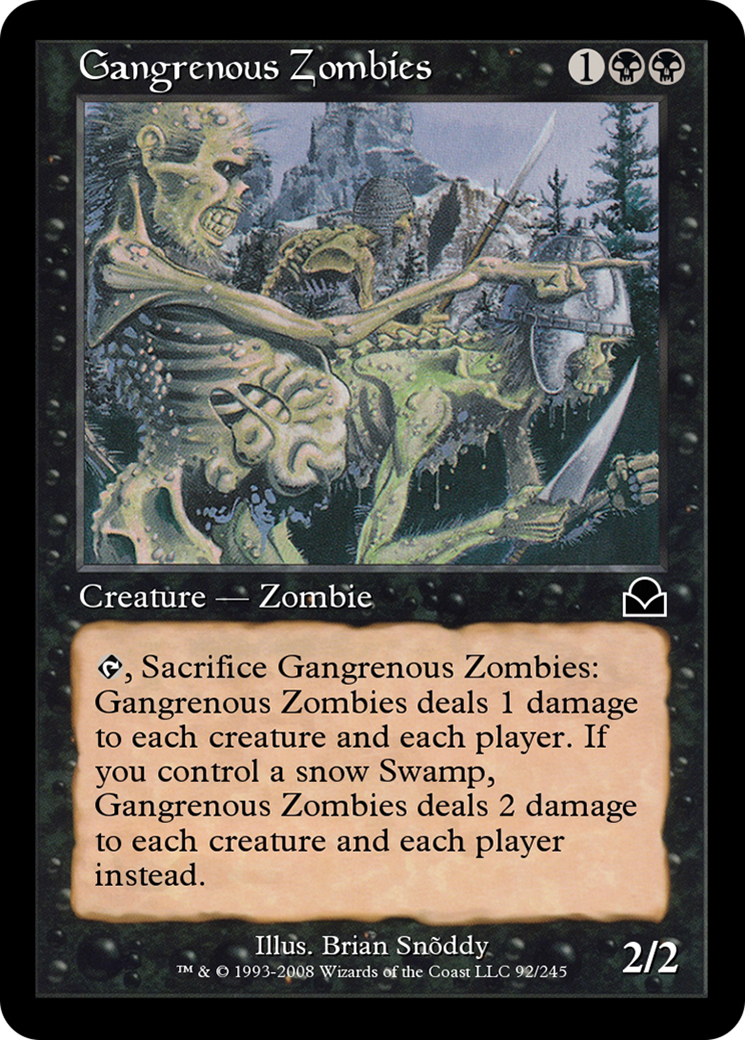 Gangrenous Zombies 1
Creature — Zombie
, Sacrifice Gangrenous Zombies:
Gangrenous Zombies deals 1 damage
to each creature and each player. If
you control a snow Swamp,
Gangrenous Zombies deals 2 damage
to each creature and each player
instead.
Illus. Brian Snõddy
™ & © 1993-2008 Wizards of the Coast LLC 92/245
2/2